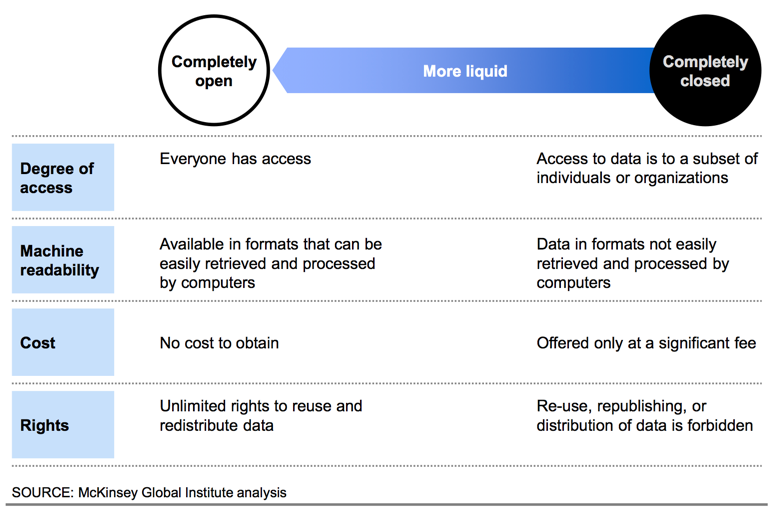 Completely
open
More liquid
Completely
closed
Degree of
access
Everyone has access
Access to data is to a subset of
individuals or organizations
Machine
readability
Available in formats that can be
easily retrieved and processed
by computers
Data in formats not easily
retrieved and processed by
computers
Cost
No cost to obtain
Offered only at a significant fee
Rights
Unlimited rights to reuse and
redistribute data
Re-use, republishing, or
distribution of data is forbidden
SOURCE: McKinsey Global Institute analysis